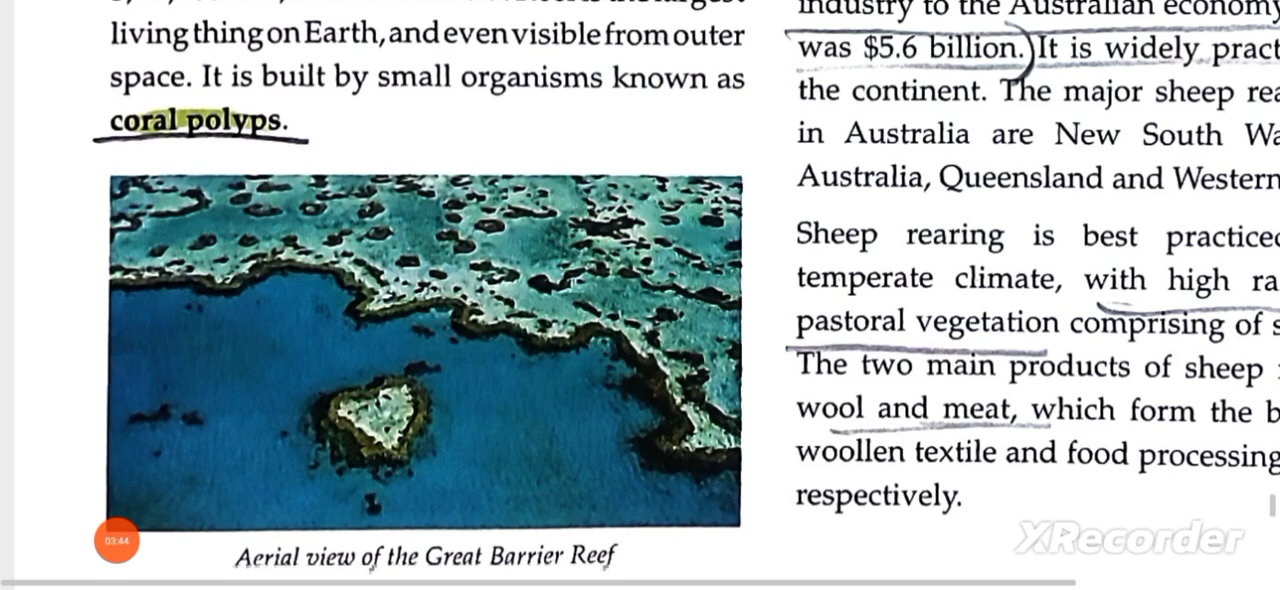 living thing on Earth, and even visible from outer
space. It is built by small organisms known as
coral polyps.
Aerial view of the Great Barrier Reef
industry to the Australian economy
was $5.6 billion. It is widely pract
the continent. The major sheep rea
in Australia are New South Wa
Australia, Queensland and Western
Sheep rearing is best practiced
temperate climate, with high ra
pastoral vegetation comprising of s
The two main products of sheep
wool and meat, which form the b
woollen textile and food processing
respectively.
03:44
XRecorder